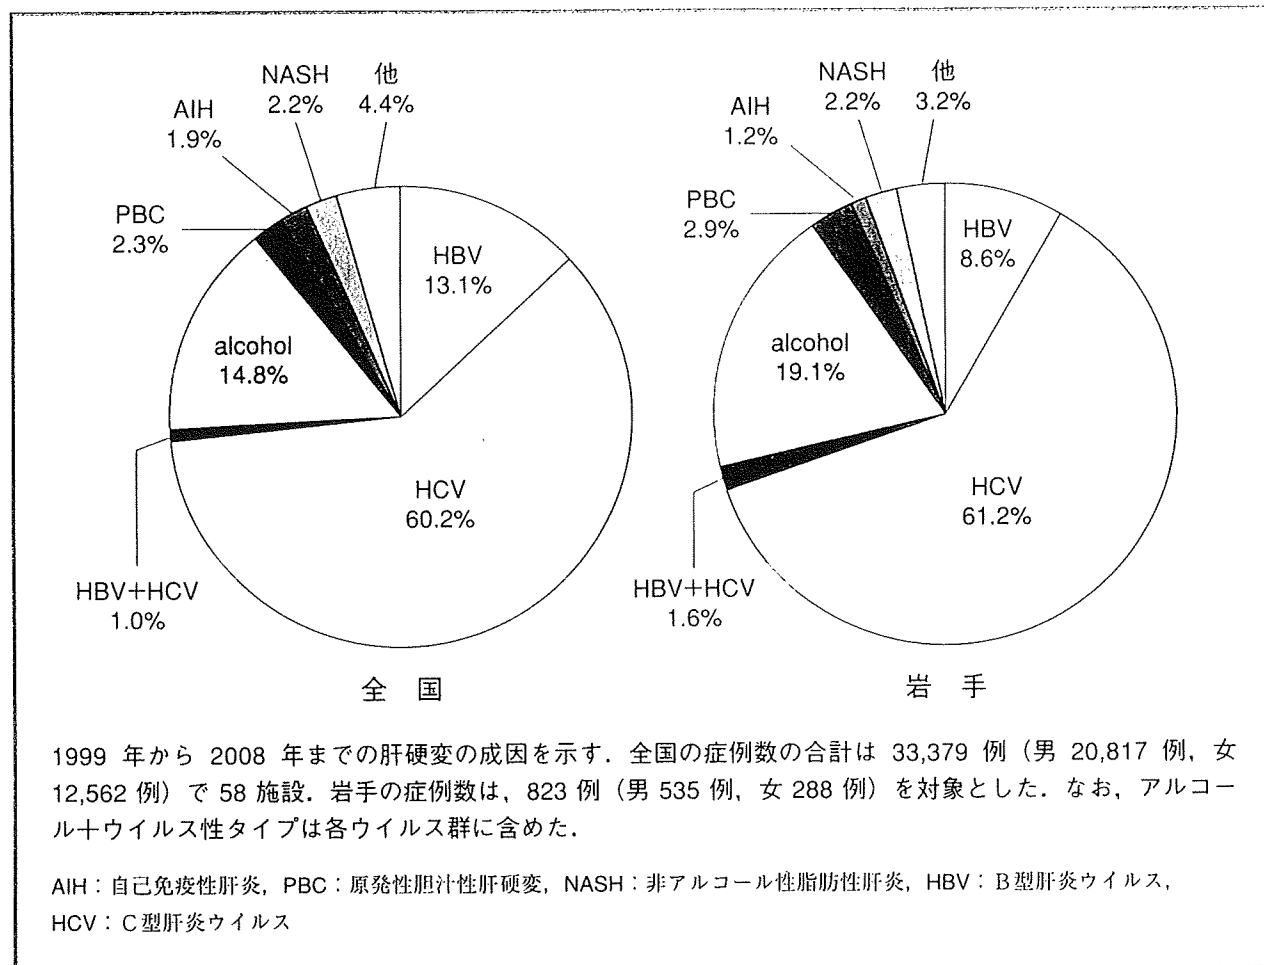 NASH
2.2%
他
4.4%
AIH
1.9%
PBC
2.3%
HBV
13.1%
alcohol
14.8%
HCV
60.2%
HBV+HCV
1.0%
全 国
NASH
2.2%
他
3.2%
AIH
1.2%
PBC
2.9%
HBV
8.6%
alcohol
19.1%
HCV
61.2%
HBV+HCV
1.6%
岩 手
1999 年から 2008 年までの肝硬変の成因を示す．全国の症例数の合計は 33,379 例（男 20,817 例，女
12,562 例）で 58 施設．岩手の症例数は，823 例（男 535 例，女 288 例）を対象とした．なお，アルコー
ル＋ウイルス性タイプは各ウイルス群に含めた．
AIH：自己免疫性肝炎，PBC：原発性胆汁性肝硬変，NASH：非アルコール性脂肪性肝炎，HBV：B型肝炎ウイルス，
HCV：C型肝炎ウイルス